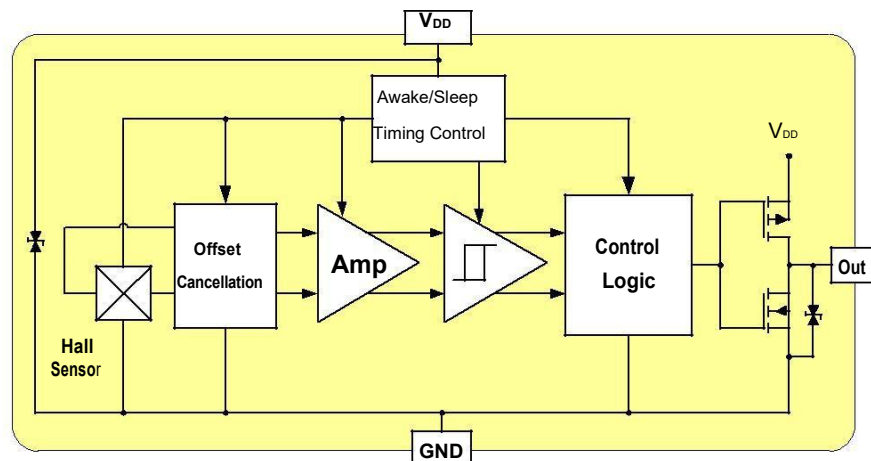 VDD
Awake/Sleep
Timing Control
VDD
Offset
Cancellation
Amp
Control
Logic
Out
Hall
Sensor
GND